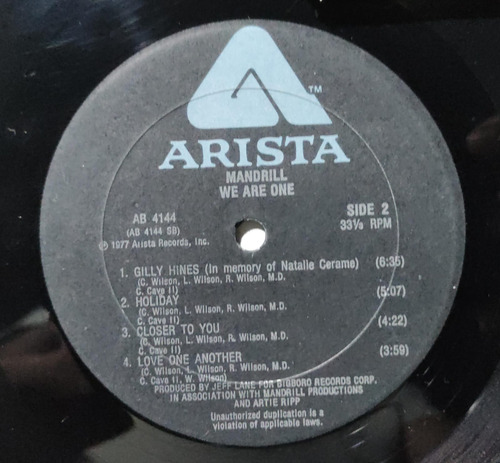 ™
ARISTA
MANDRILL
WE ARE ONE
AB 4144
(AB 4144 SB)
℗ 1977 Arista Records, Inc.
SIDE 2
33⅓ RPM
1. GILLY HINES (In memory of Natalie Cerame) (6:35)
(C. Wilson, L. Wilson, R. Wilson, M.D.
C. Cave II)
2. HOLIDAY (5:07)
(C. Wilson, L. Wilson, R. Wilson, M.D.
C. Cave II)
3. CLOSER TO YOU (4:22)
(C. Wilson, L. Wilson, R. Wilson, M.D.
C. Cave II)
4. LOVE ONE ANOTHER (3:59)
(C. Wilson, L. Wilson, R. Wilson, M.D.
C. Cave II, W. Wilson)
PRODUCED BY JEFF LANE FOR BIGBORO RECORDS CORP.
IN ASSOCIATION WITH MANDRILL PRODUCTIONS
AND ARTIE RIPP
Unauthorized duplication is a
violation of applicable laws.